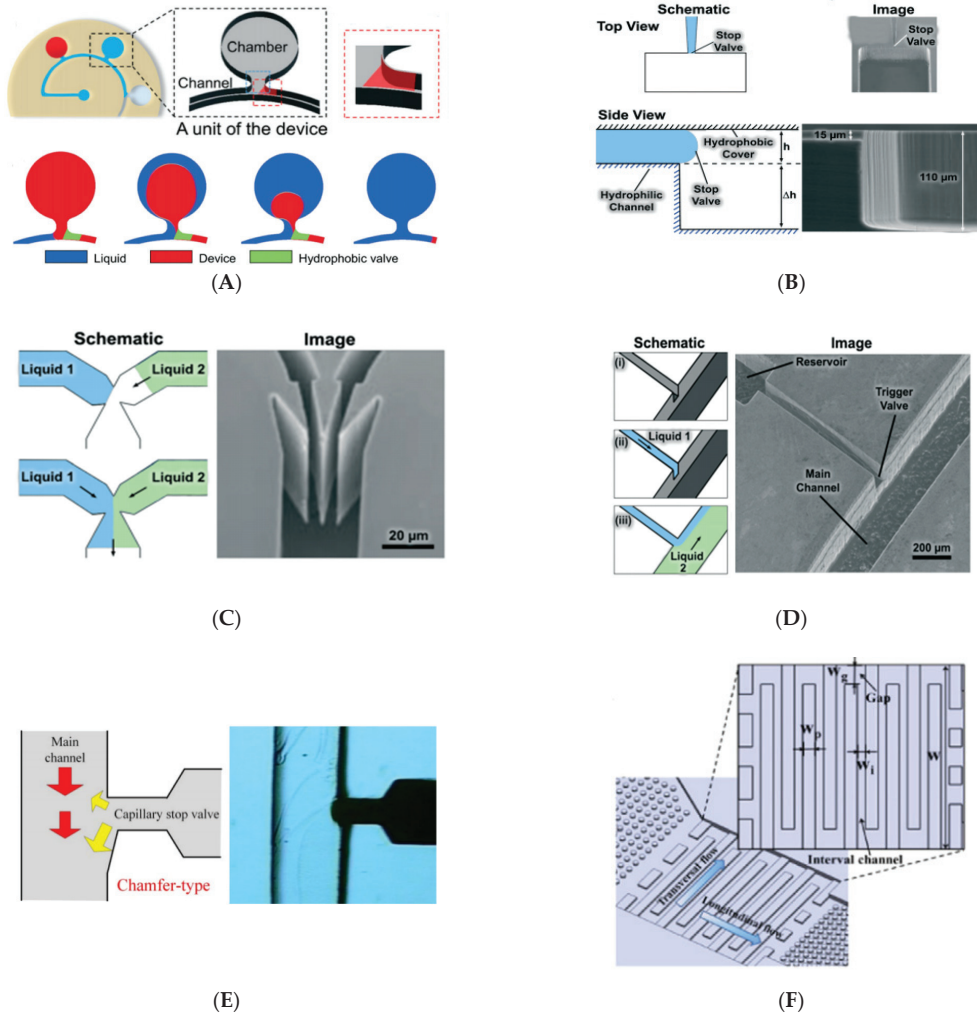 Chamber
Channel
A unit of the device
Liquid
Device
Hydrophobic valve
(A)
Schematic
Image
Top View
Stop
Valve
Stop
Valve
Side View
Hydrophobic
Cover
h
15 µm
Stop
Valve
110 µm
Hydrophilic
Channel
Δh
(B)
Schematic
Image
Liquid 1
Liquid 2
Liquid 1
Liquid 2
20 µm
(C)
Schematic
Image
(i)
Reservoir
Trigger
Valve
(ii)
Liquid 1
Main
Channel
(iii)
Liquid
2
200 µm
(D)
Main
channel
Capillary stop valve
Chamfer-type
(E)
Wg
Gap
Wp
Wi
W
Interval channel
Transversal flow
Longitudinal flow
(F)